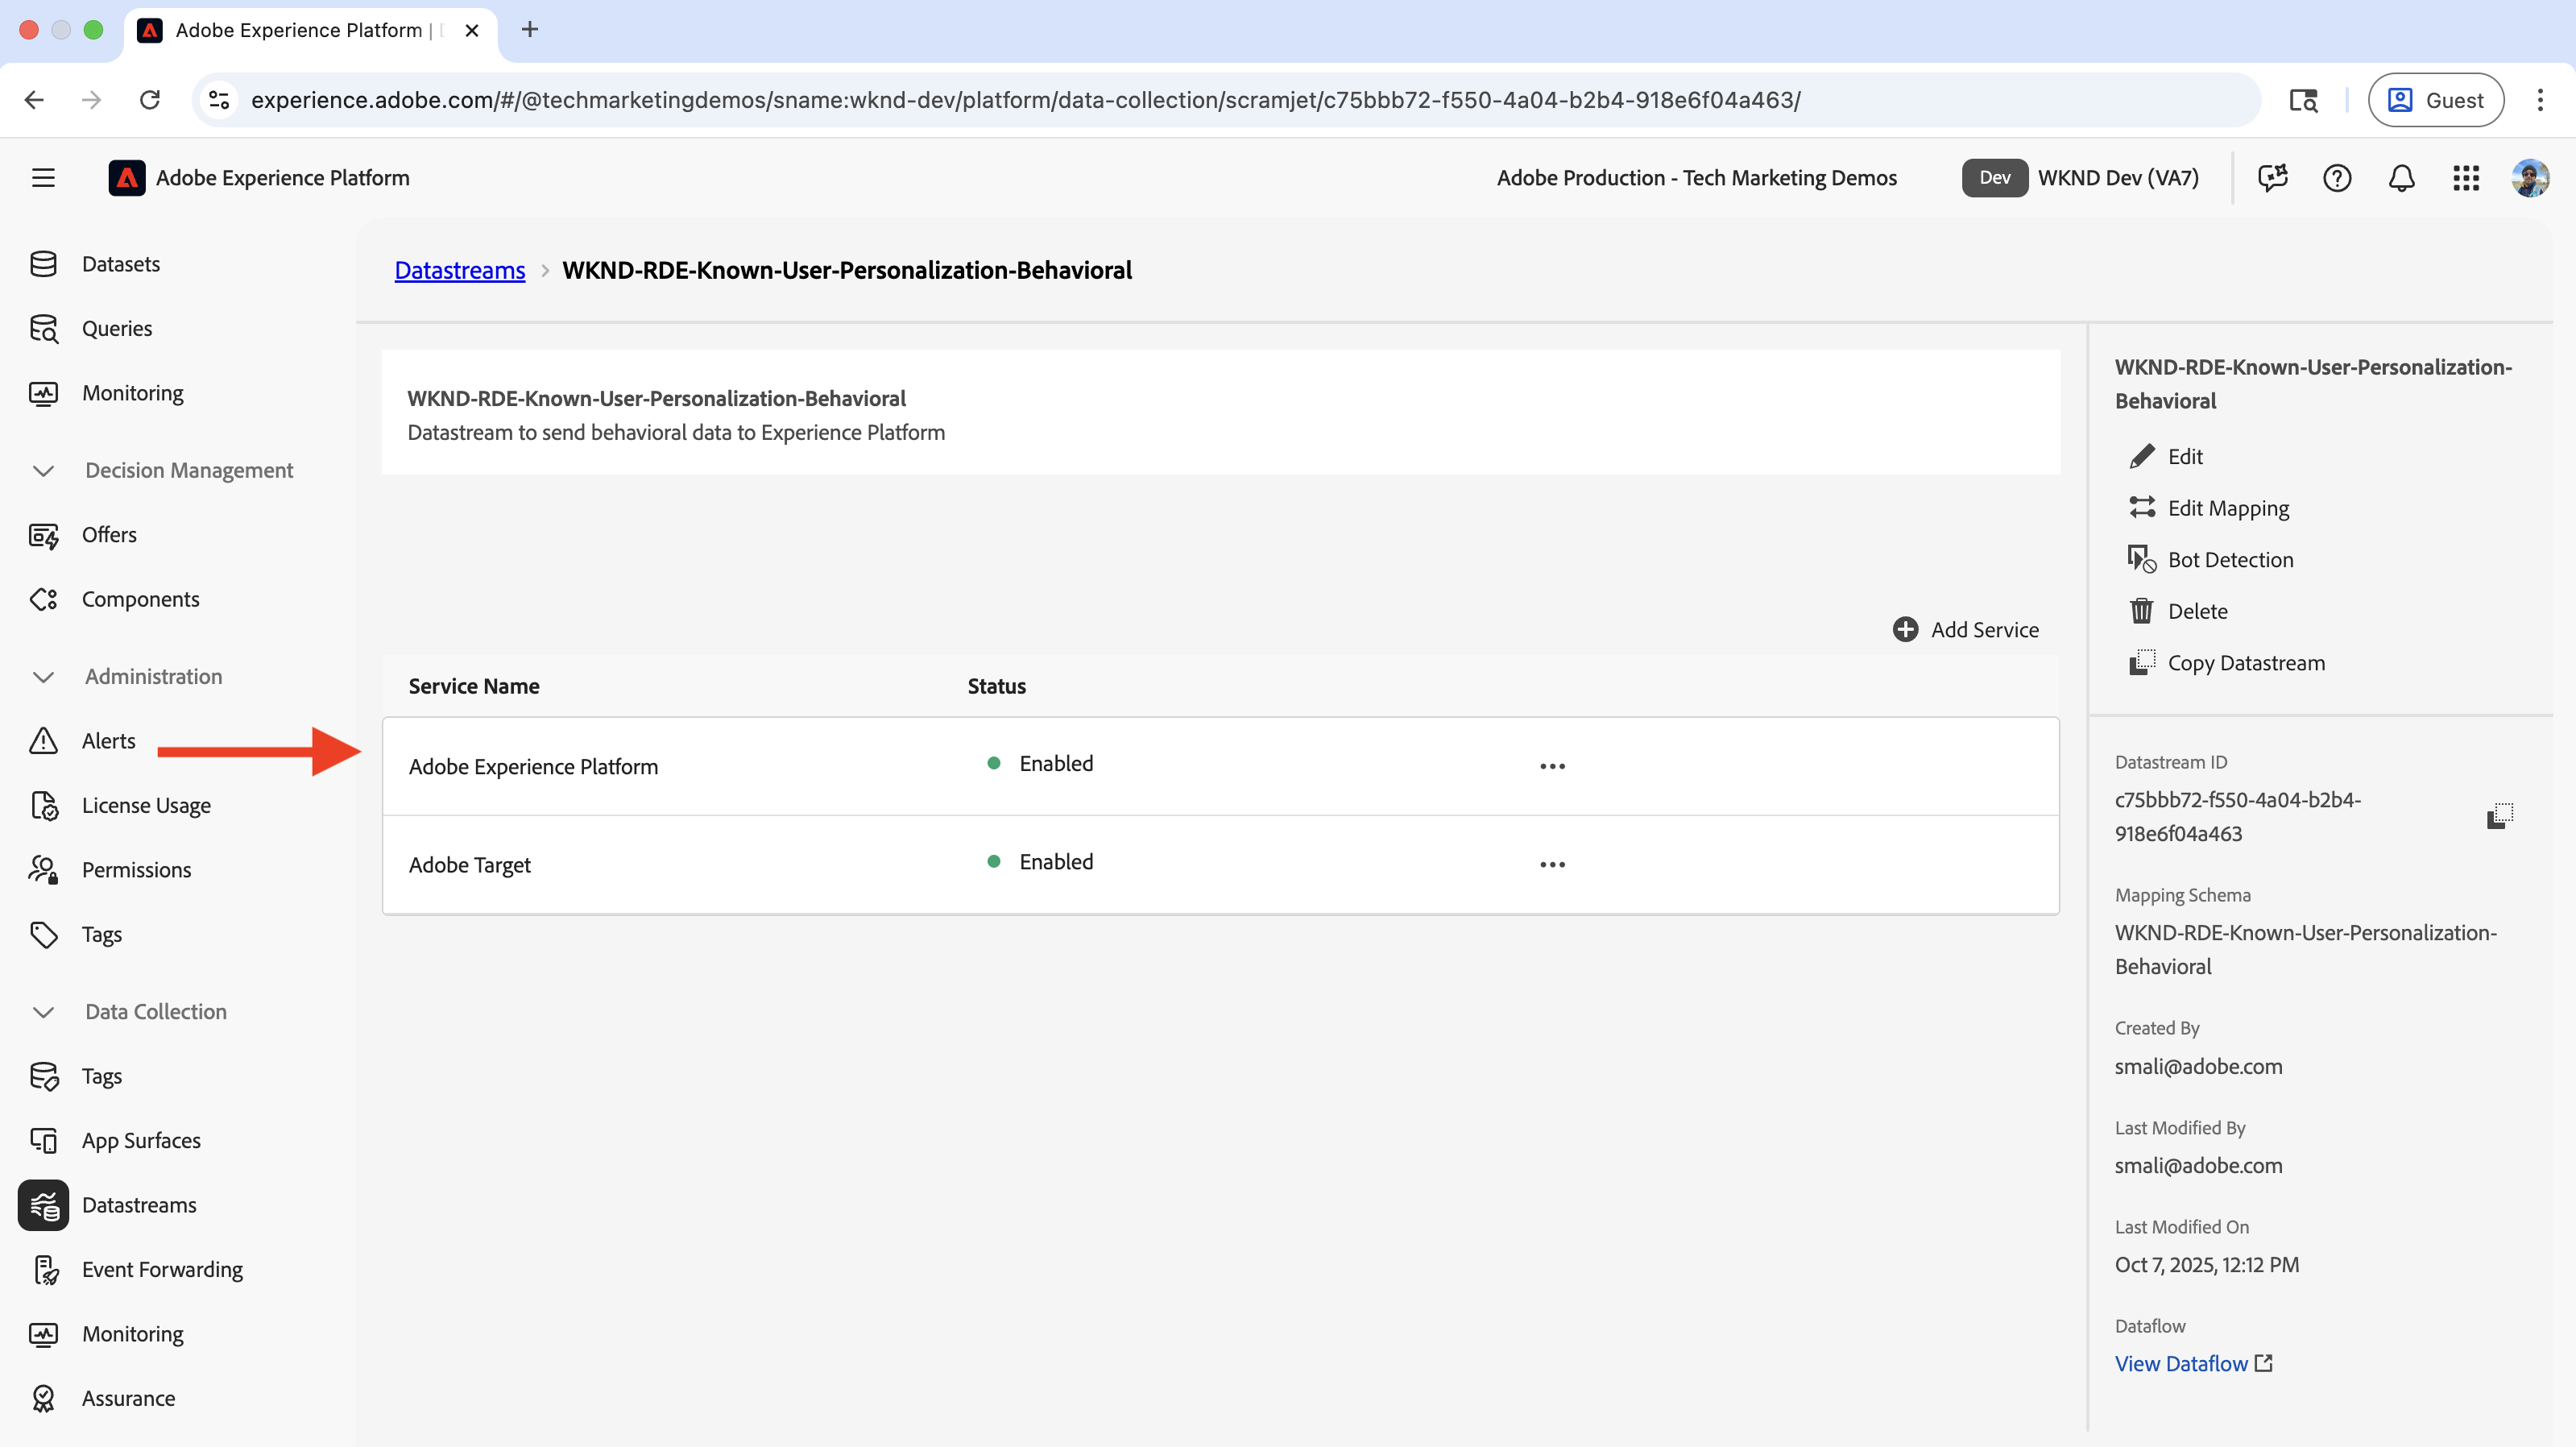 Adobe Experience Platform |
experience.adobe.com/#/@techmarketingdemos/sname:wknd-dev/platform/data-collection/scramjet/c75bbb72-f550-4a04-b2b4-918e6f04a463/
Guest
Adobe Experience Platform
Adobe Production - Tech Marketing Demos
Dev
WKND Dev (VA7)
Datasets
Queries
Monitoring
Decision Management
Offers
Components
Administration
Alerts
License Usage
Permissions
Tags
Data Collection
Tags
App Surfaces
Datastreams
Event Forwarding
Monitoring
Assurance
Datastreams > WKND-RDE-Known-User-Personalization-Behavioral
WKND-RDE-Known-User-Personalization-Behavioral
Datastream to send behavioral data to Experience Platform
Add Service
Service Name Status
Adobe Experience Platform Enabled
Adobe Target Enabled
WKND-RDE-Known-User-Personalization-
Behavioral
Edit
Edit Mapping
Bot Detection
Delete
Copy Datastream
Datastream ID
c75bbb72-f550-4a04-b2b4-
918e6f04a463
Mapping Schema
WKND-RDE-Known-User-Personalization-
Behavioral
Created By
smali@adobe.com
Last Modified By
smali@adobe.com
Last Modified On
Oct 7, 2025, 12:12 PM
Dataflow
View Dataflow